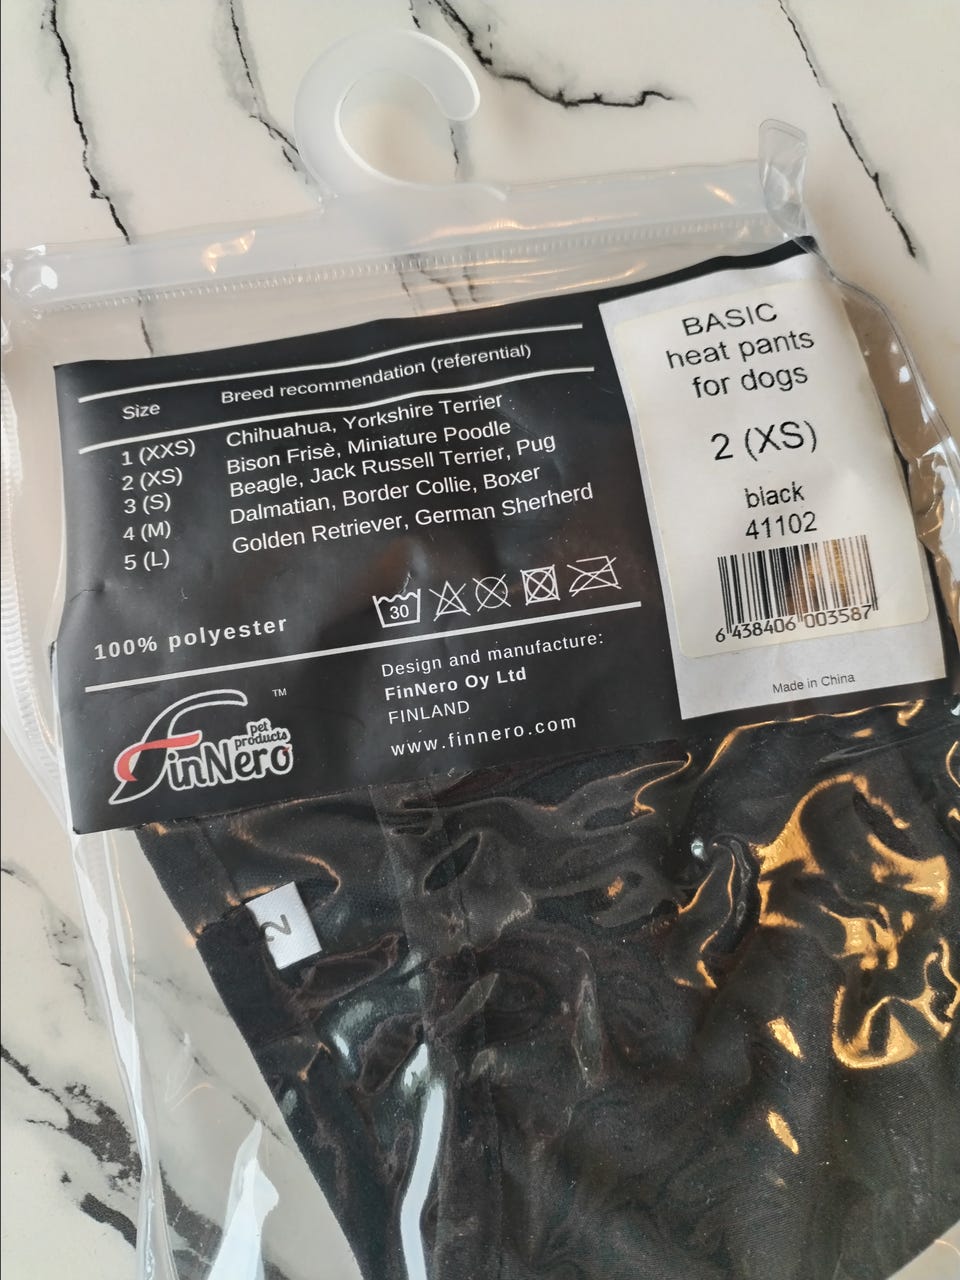 Size Breed recommendation (referential)
1 (XXS) Chihuahua, Yorkshire Terrier
2 (XS) Bison Frisè, Miniature Poodle
3 (S) Beagle, Jack Russell Terrier, Pug
4 (M) Dalmatian, Border Collie, Boxer
5 (L) Golden Retriever, German Sherherd
30
100% polyester
Design and manufacture:
FinNero Oy Ltd
FINLAND
www.finnero.com
TM
pet
products
FinNero
BASIC
heat pants
for dogs
2 (XS)
black
41102
6 438406 003587
Made in China
2